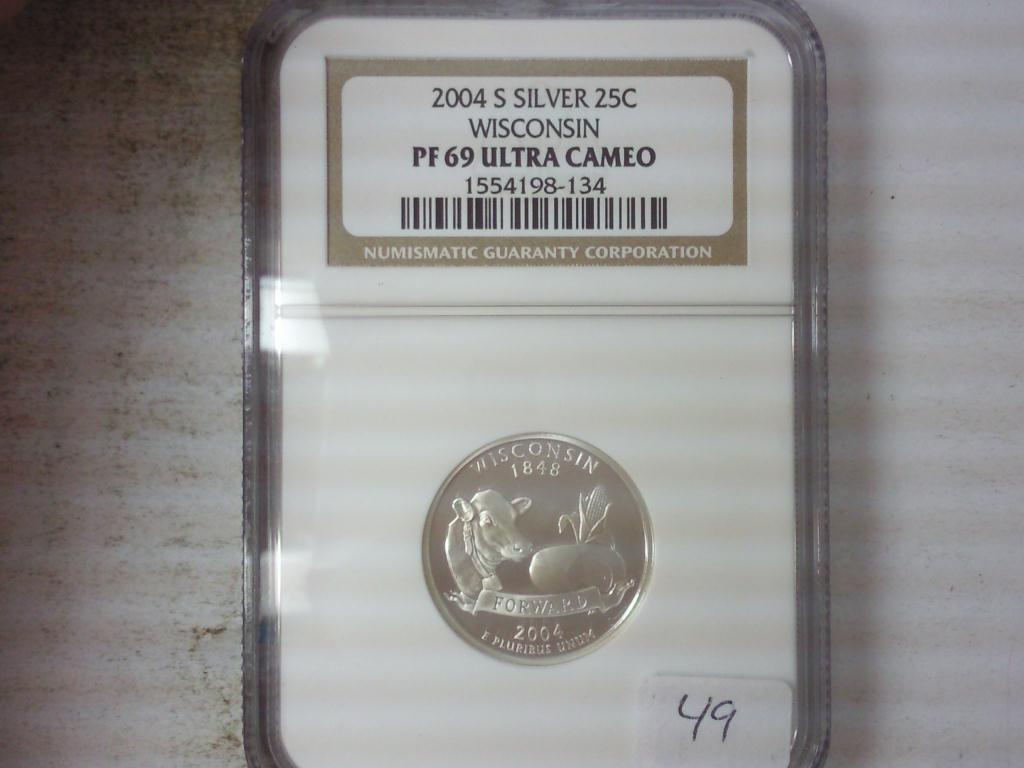 2004 S SILVER 25C
WISCONSIN
PF 69 ULTRA CAMEO
1554198-134
NUMISMATIC GUARANTY CORPORATION
WISCONSIN
1848
FORWARD
2004
E PLURIBUS UNUM
49